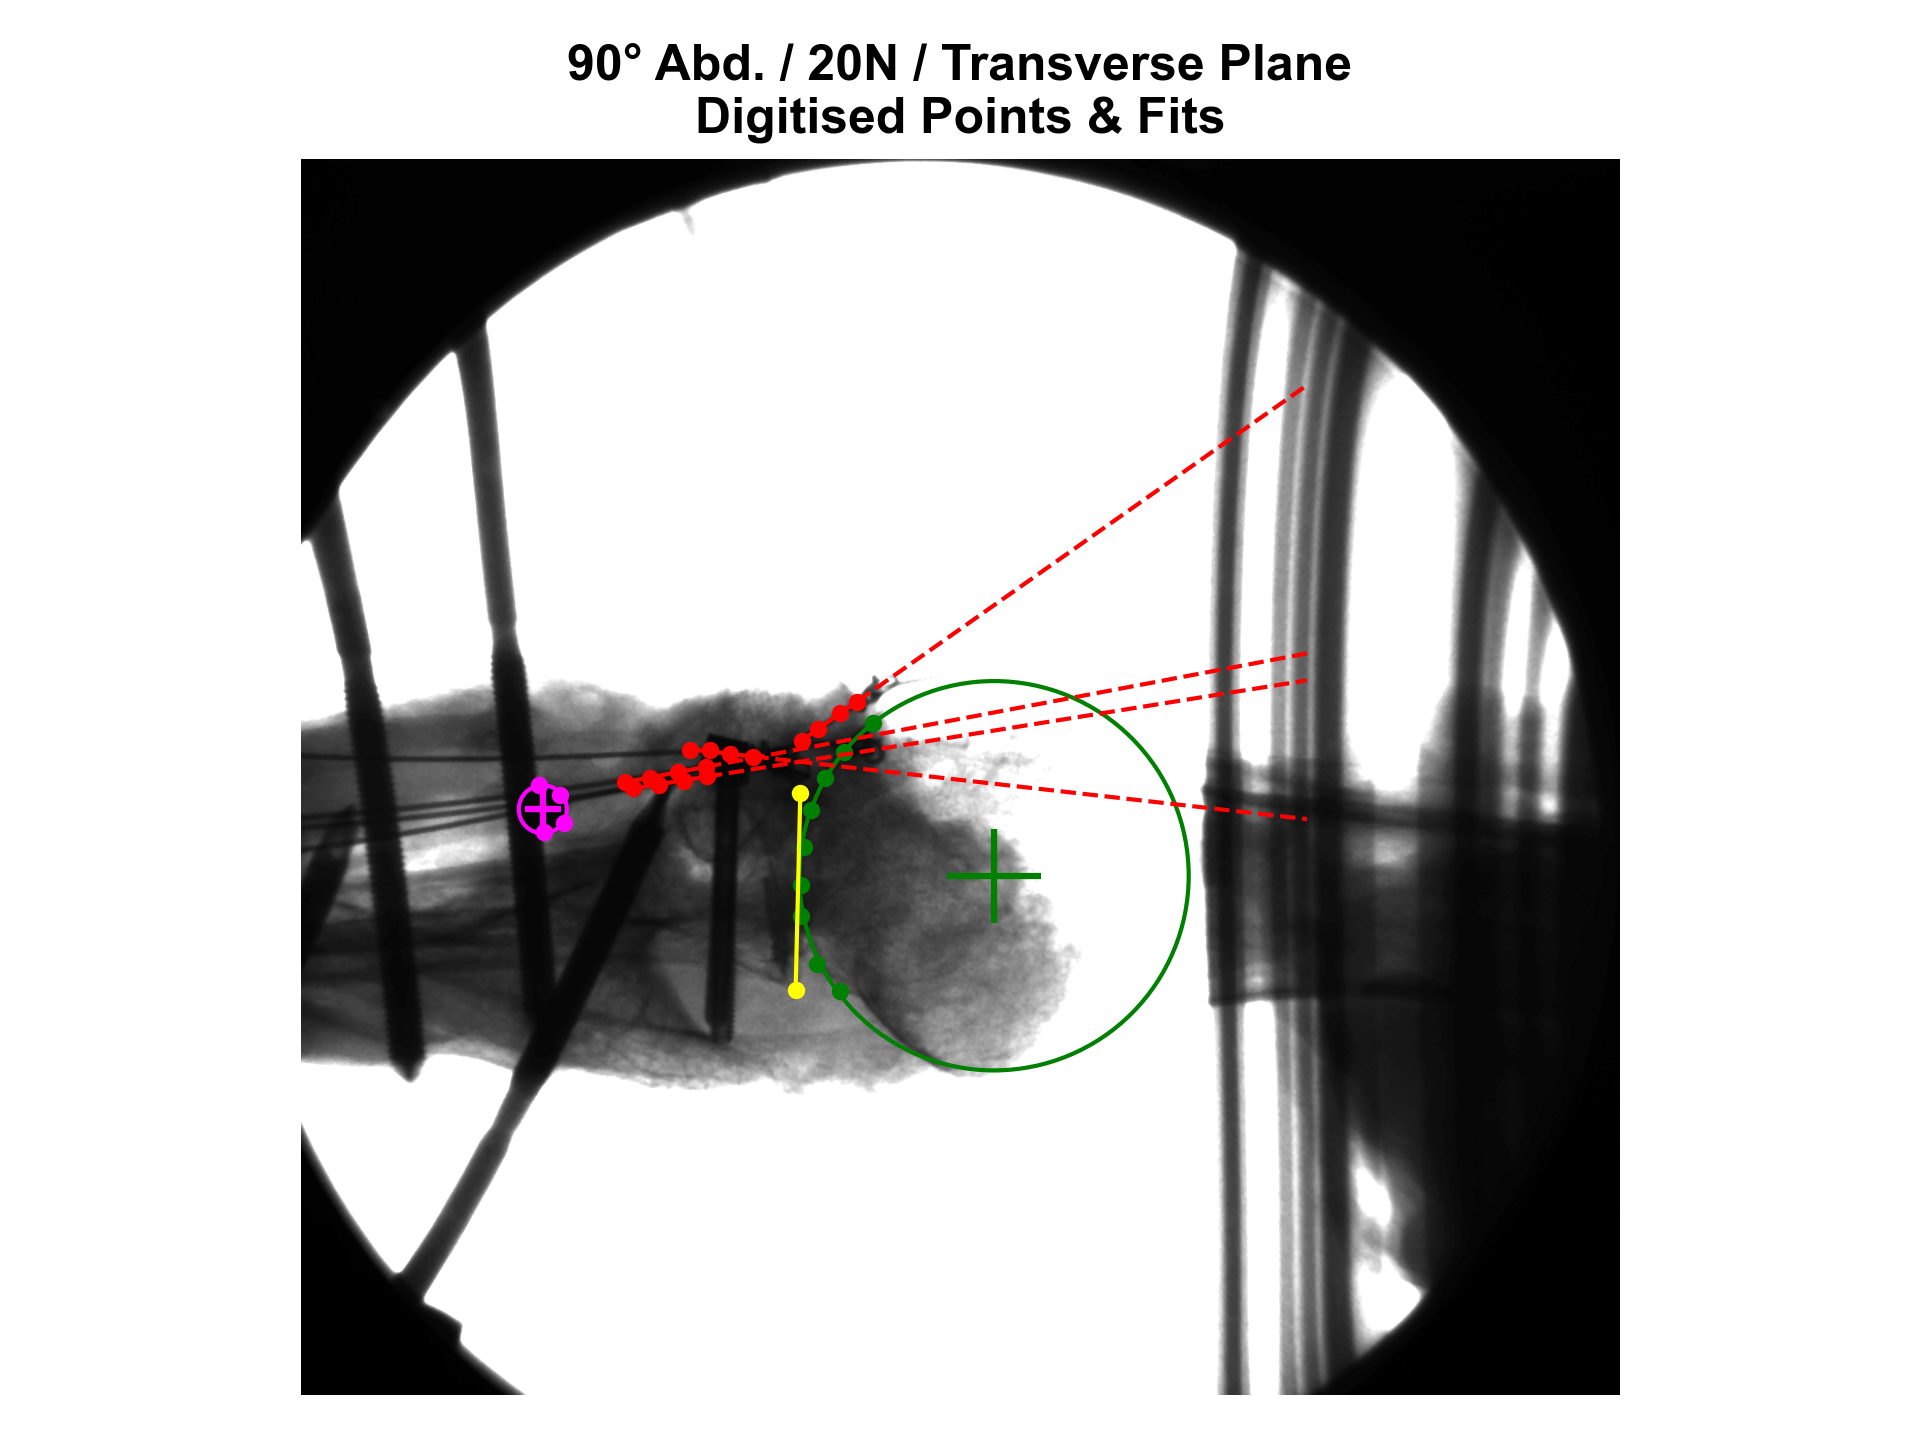 90° Abd. / 20N / Transverse Plane
Digitised Points & Fits